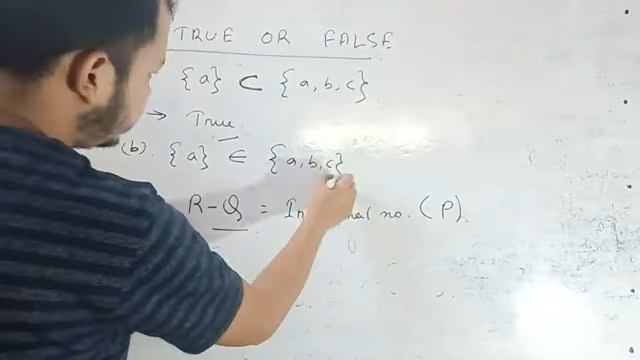 TRUE OR FALSE
{a} ⊂ {a, b, c}
→ True.
(b). {a} ∈ {a, b, c}
R - Q = no. (P).